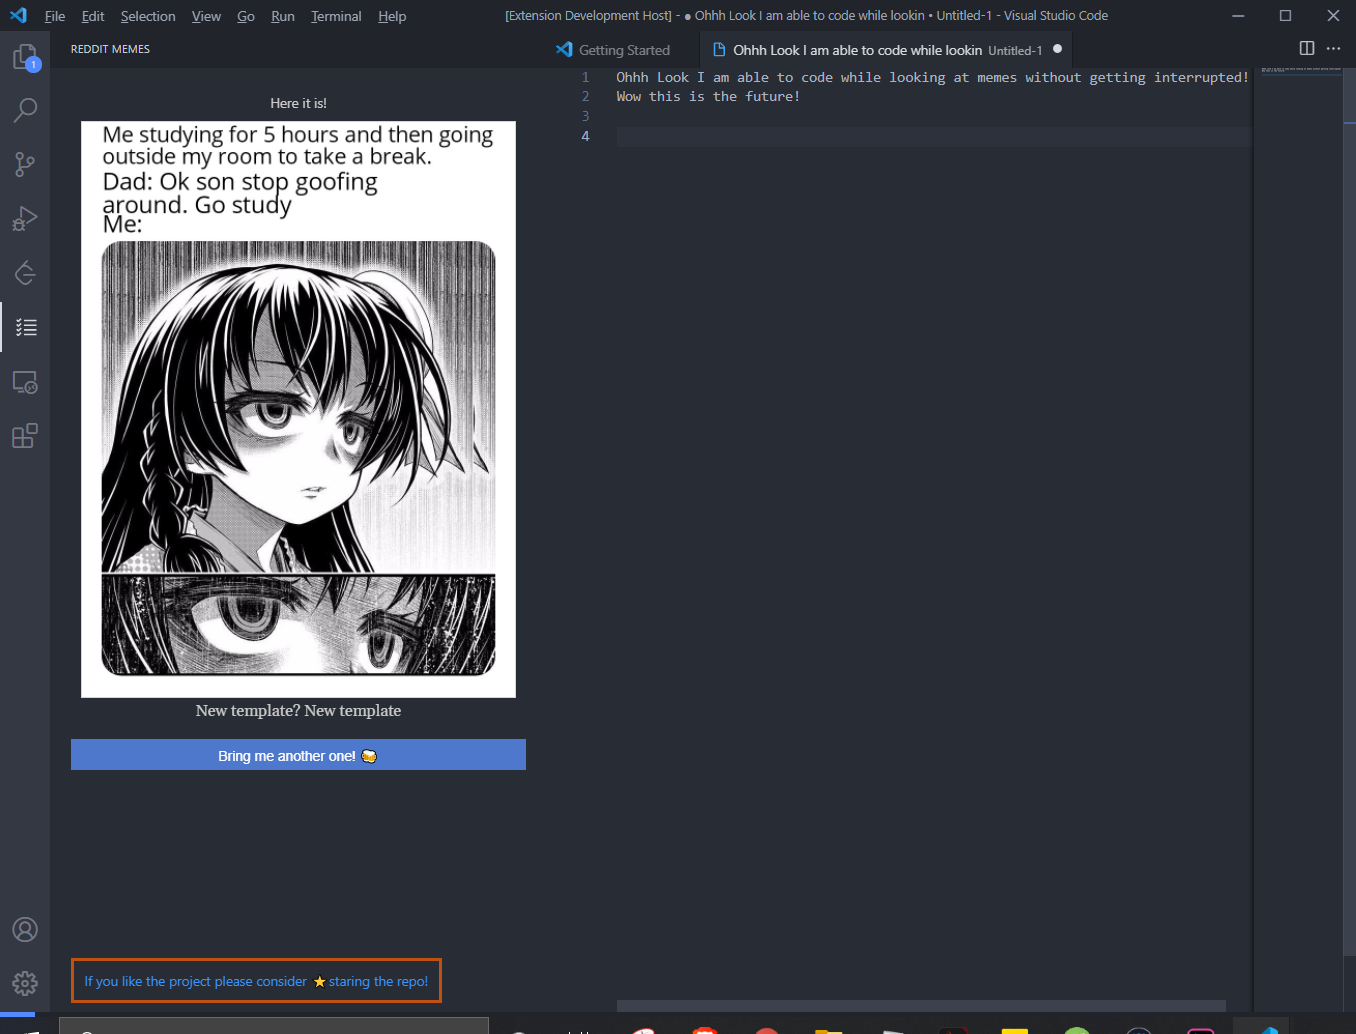 File Edit Selection View Go Run Terminal Help
[Extension Development Host] - ● Ohhh Look I am able to code while lookin • Untitled-1 - Visual Studio Code
1
REDDIT MEMES
Getting Started
Ohhh Look I am able to code while lookin Untitled-1
Here it is!
Me studying for 5 hours and then going
outside my room to take a break.
Dad: Ok son stop goofing
around. Go study
Me:
New template? New template
Bring me another one! 🍻
If you like the project please consider ⭐ staring the repo!
1 Ohhh Look I am able to code while looking at memes without getting interrupted!
2 Wow this is the future!
3
4